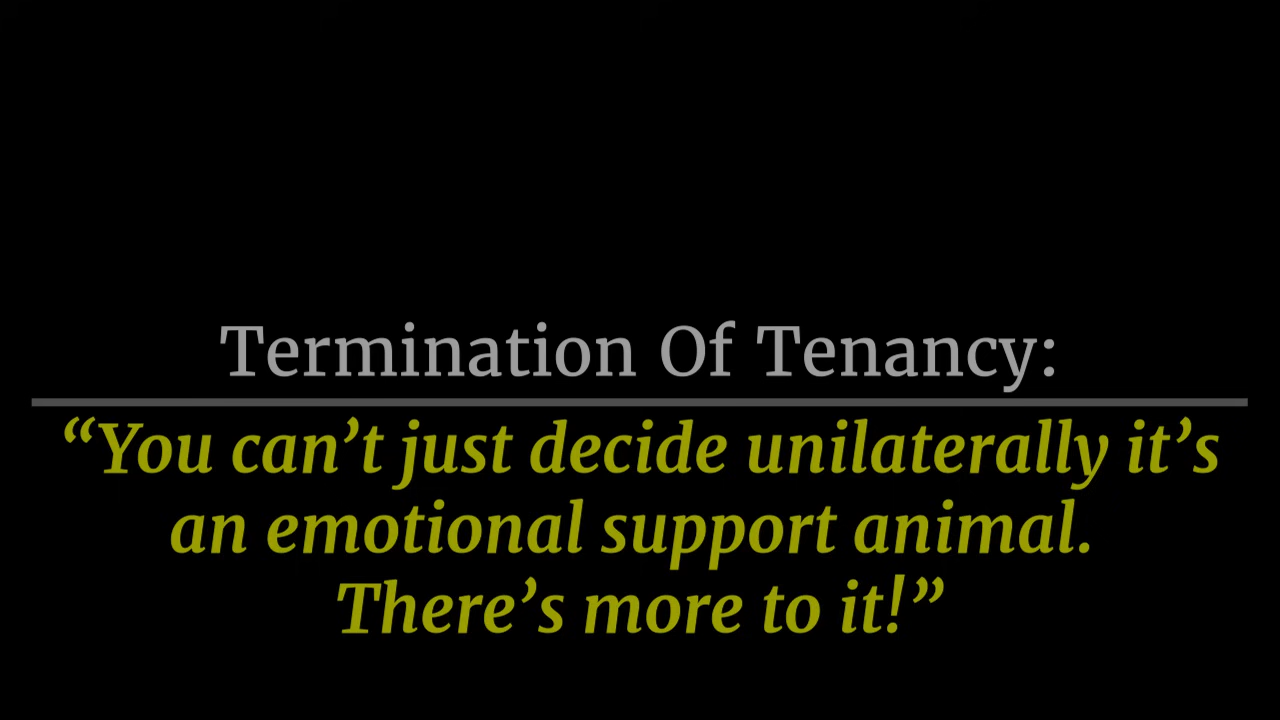 Termination Of Tenancy:
“You can’t just decide unilaterally it’s
an emotional support animal.
There’s more to it!”